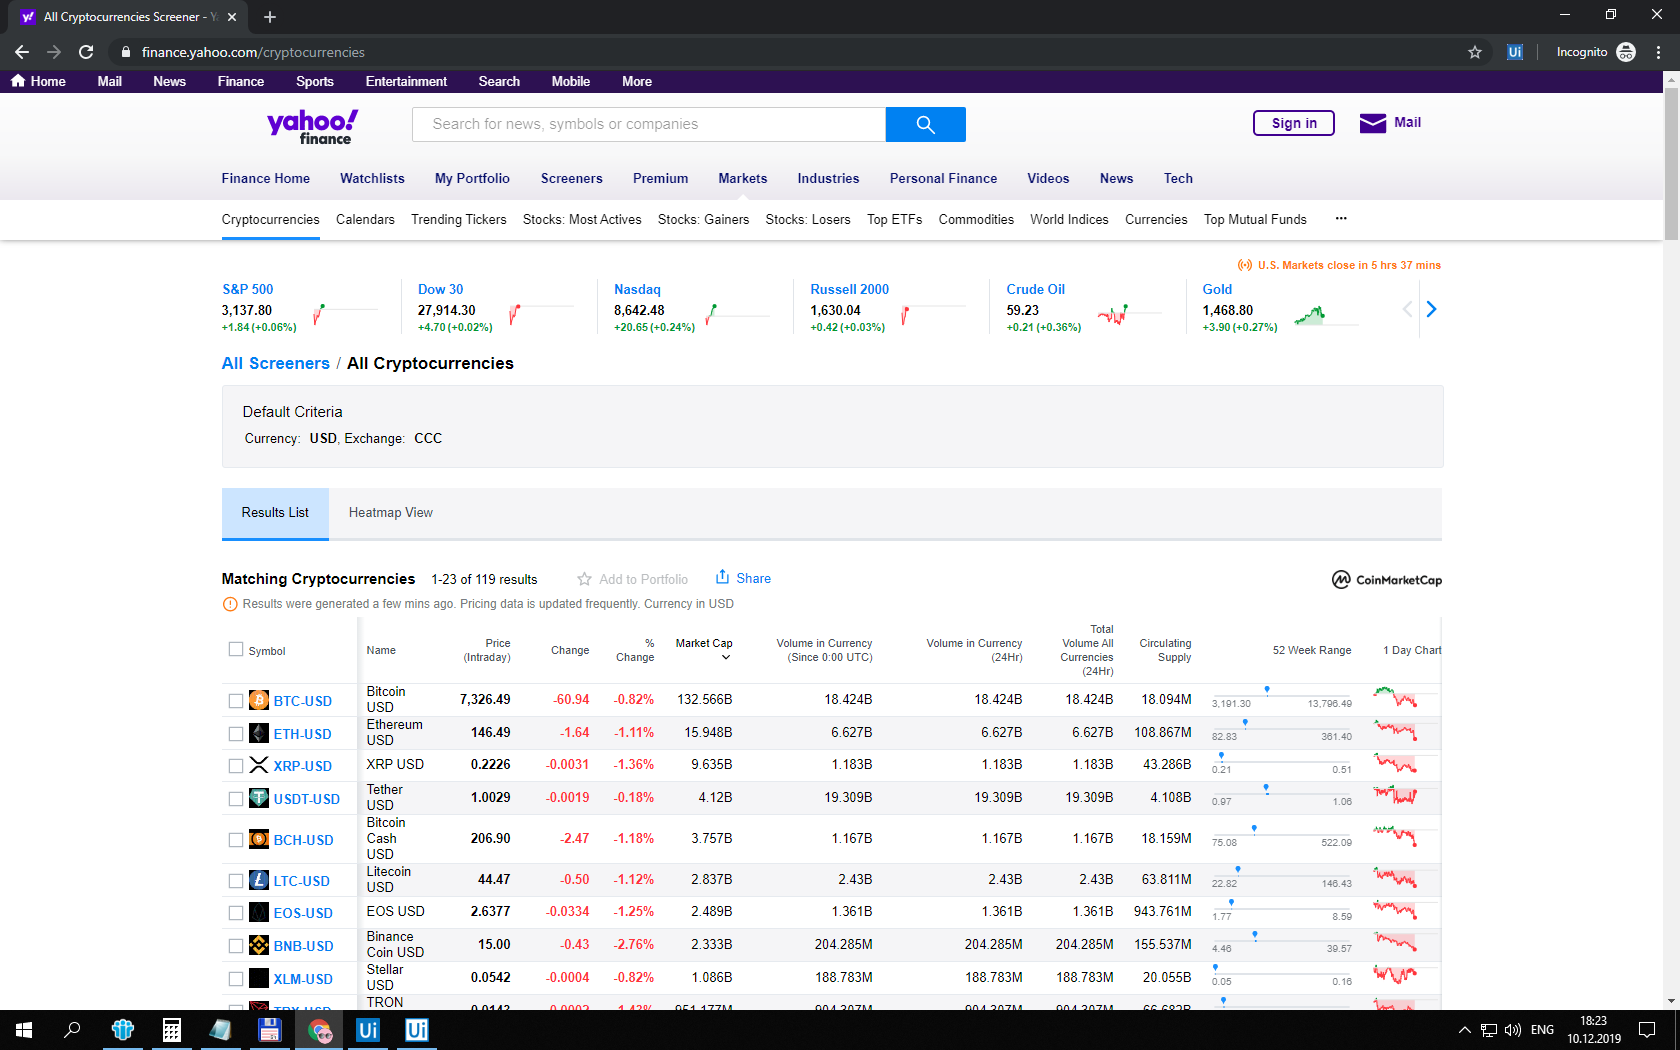 All Cryptocurrencies Screener - Y
finance.yahoo.com/cryptocurrencies
Ui
Incognito
Home Mail News Finance Sports Entertainment Search Mobile More
yahoo!
finance
Search for news, symbols or companies
Sign in
Mail
Finance Home Watchlists My Portfolio Screeners Premium Markets Industries Personal Finance Videos News Tech
Cryptocurrencies Calendars Trending Tickers Stocks: Most Actives Stocks: Gainers Stocks: Losers Top ETFs Commodities World Indices Currencies Top Mutual Funds ...
U.S. Markets close in 5 hrs 37 mins
S&P 500
3,137.80
+1.84 (+0.06%)
Dow 30
27,914.30
+4.70 (+0.02%)
Nasdaq
8,642.48
+20.65 (+0.24%)
Russell 2000
1,630.04
+0.42 (+0.03%)
Crude Oil
59.23
+0.21 (+0.36%)
Gold
1,468.80
+3.90 (+0.27%)
All Screeners / All Cryptocurrencies
Default Criteria
Currency: USD, Exchange: CCC
Results List Heatmap View
Matching Cryptocurrencies 1-23 of 119 results Add to Portfolio Share CoinMarketCap
Results were generated a few mins ago. Pricing data is updated frequently. Currency in USD
Symbol Name Price (Intraday) Change % Change Market Cap Volume in Currency (Since 0:00 UTC) Volume in Currency (24Hr) Total Volume All Currencies (24Hr) Circulating Supply 52 Week Range 1 Day Chart
BTC-USD Bitcoin USD 7,326.49 -60.94 -0.82% 132.566B 18.424B 18.424B 18.424B 18.094M 3,191.30 13,796.49
ETH-USD Ethereum USD 146.49 -1.64 -1.11% 15.948B 6.627B 6.627B 6.627B 108.867M 82.83 361.40
XRP-USD XRP USD 0.2226 -0.0031 -1.36% 9.635B 1.183B 1.183B 1.183B 43.286B 0.21 0.51
USDT-USD Tether USD 1.0029 -0.0019 -0.18% 4.12B 19.309B 19.309B 19.309B 4.108B 0.97 1.06
BCH-USD Bitcoin Cash USD 206.90 -2.47 -1.18% 3.757B 1.167B 1.167B 1.167B 18.159M 75.08 522.09
LTC-USD Litecoin USD 44.47 -0.50 -1.12% 2.837B 2.43B 2.43B 2.43B 63.811M 22.82 146.43
EOS-USD EOS USD 2.6377 -0.0334 -1.25% 2.489B 1.361B 1.361B 1.361B 943.761M 1.77 8.59
BNB-USD Binance Coin USD 15.00 -0.43 -2.76% 2.333B 204.285M 204.285M 204.285M 155.537M 4.46 39.57
XLM-USD Stellar USD 0.0542 -0.0004 -0.82% 1.086B 188.783M 188.783M 188.783M 20.055B 0.05 0.16
TRON
Ui Ui
ENG
18:23
10.12.2019